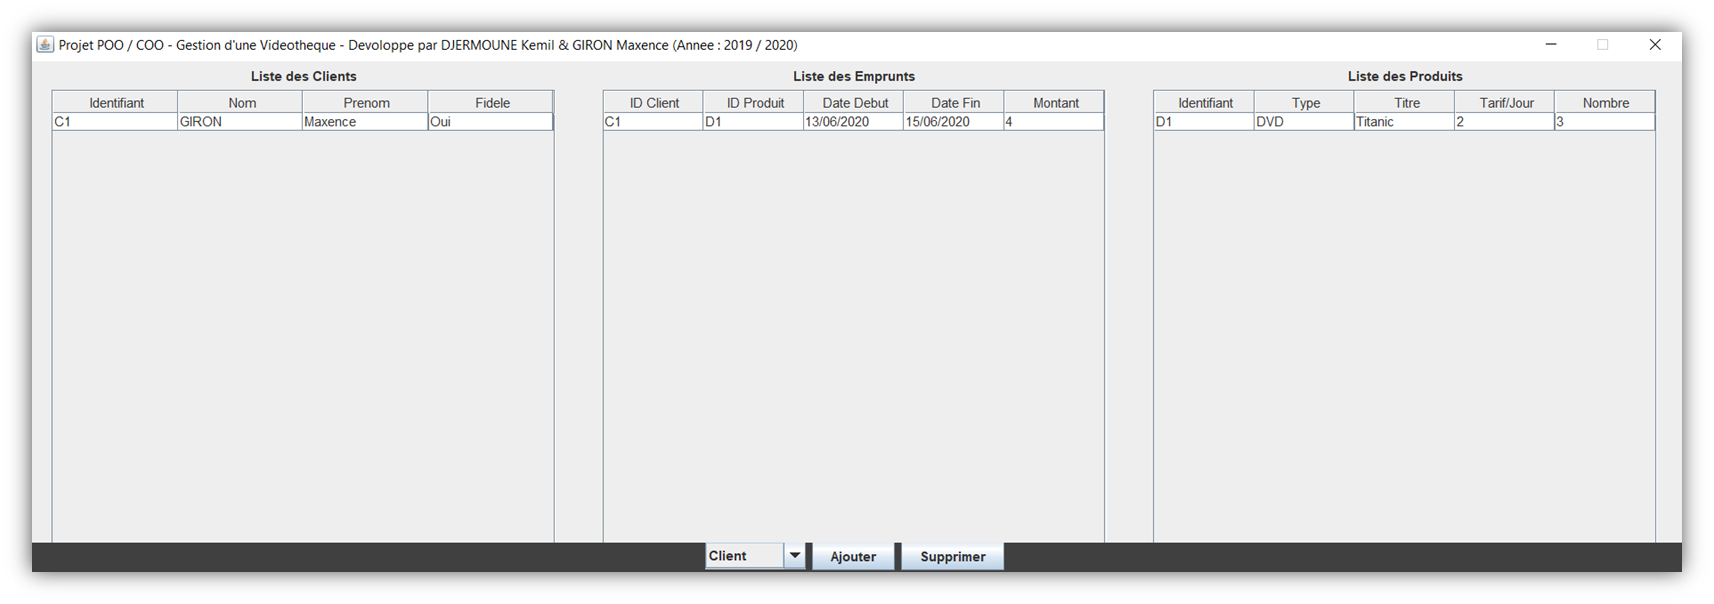 Projet POO / COO - Gestion d'une Videotheque - Devoloppe par DJERMOUNE Kemil & GIRON Maxence (Annee : 2019 / 2020)
Liste des Clients
Identifiant Nom Prenom Fidele
C1 GIRON Maxence Oui
Liste des Emprunts
ID Client ID Produit Date Debut Date Fin Montant
C1 D1 13/06/2020 15/06/2020 4
Liste des Produits
Identifiant Type Titre Tarif/Jour Nombre
D1 DVD Titanic 2 3
Client Ajouter Supprimer